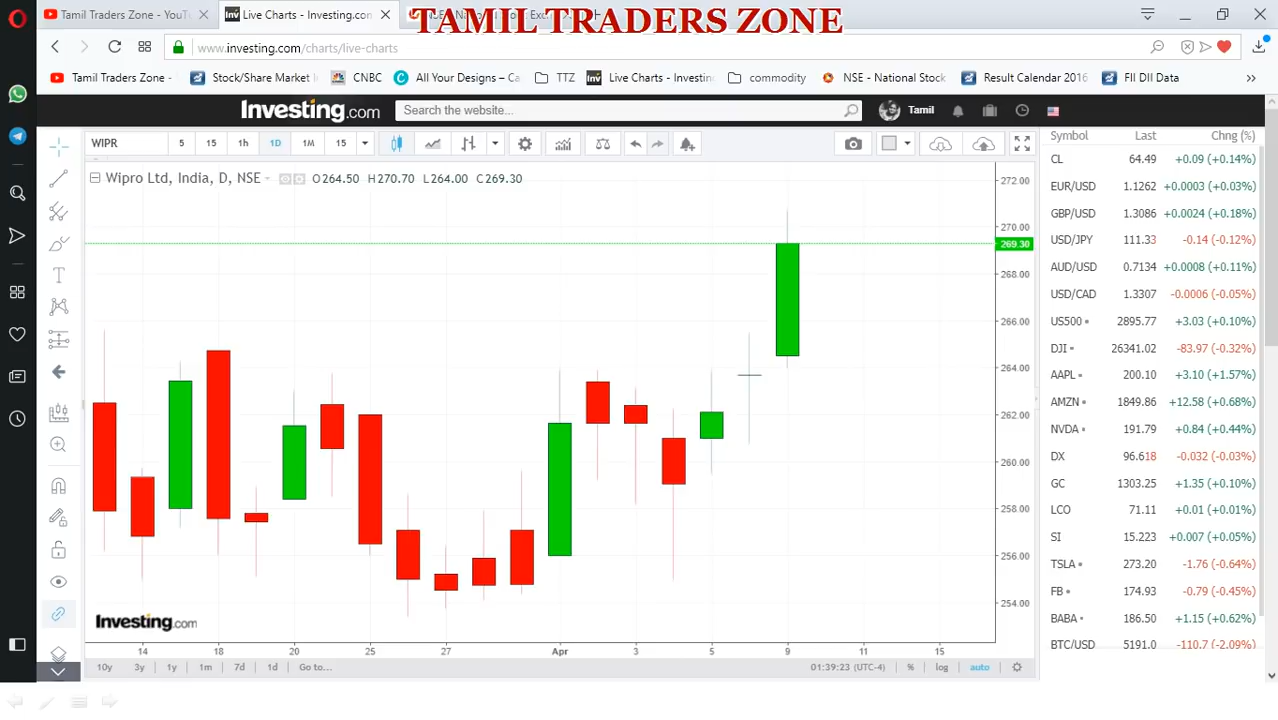 TAMIL TRADERS ZONE
Tamil Traders Zone - YouTu
Live Charts - Investing.com
www.investing.com/charts/live-charts
Tamil Traders Zone -
Stock/Share Market
CNBC
All Your Designes – Ca
TTZ
Live Charts - Investing
commodity
NSE - National Stock
Result Calendar 2016
FII DII Data
Investing.com
Search the website...
Tamil
WIPR
5
15
1h
1D
1M
15
Wipro Ltd, India, D, NSE
O264.50 H270.70 L264.00 C269.30
272.00
270.00
269.30
268.00
266.00
264.00
262.00
260.00
258.00
256.00
254.00
Investing.com
14 18 20 25 27 Apr 3 5 9 11 15
10y 3y 1y 1m 7d 1d Go to...
01:39:23 (UTC-4) % log auto
Symbol Last Chng (%)
CL 64.49 +0.09 (+0.14%)
EUR/USD 1.1262 +0.0003 (+0.03%)
GBP/USD 1.3086 +0.0024 (+0.18%)
USD/JPY 111.33 -0.14 (-0.12%)
AUD/USD 0.7134 +0.0008 (+0.11%)
USD/CAD 1.3307 -0.0006 (-0.05%)
US500 2895.77 +3.03 (+0.10%)
DJI 26341.02 -83.97 (-0.32%)
AAPL 200.10 +3.10 (+1.57%)
AMZN 1849.86 +12.58 (+0.68%)
NVDA 191.79 +0.84 (+0.44%)
DX 96.618 -0.032 (-0.03%)
GC 1303.25 +1.35 (+0.10%)
LCO 71.11 +0.01 (+0.01%)
SI 15.223 +0.007 (+0.05%)
TSLA 273.20 -1.76 (-0.64%)
FB 174.93 -0.79 (-0.45%)
BABA 186.50 +1.15 (+0.62%)
BTC/USD 5191.0 -110.7 (-2.09%)